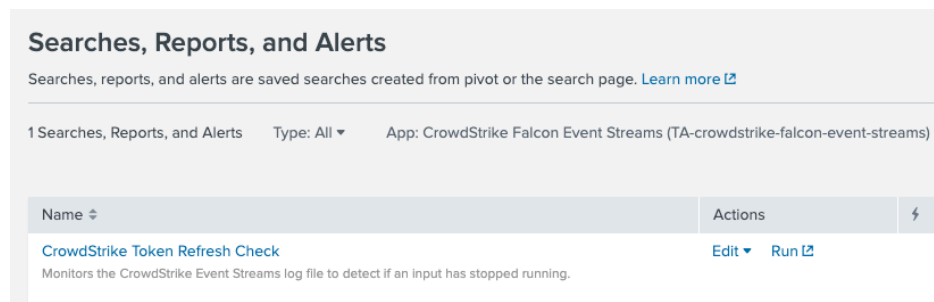 Searches, Reports, and Alerts
Searches, reports, and alerts are saved searches created from pivot or the search page. Learn more
1 Searches, Reports, and Alerts Type: All App: CrowdStrike Falcon Event Streams (TA-crowdstrike-falcon-event-streams)
Name Actions
CrowdStrike Token Refresh Check Edit Run
Monitors the CrowdStrike Event Streams log file to detect if an input has stopped running.